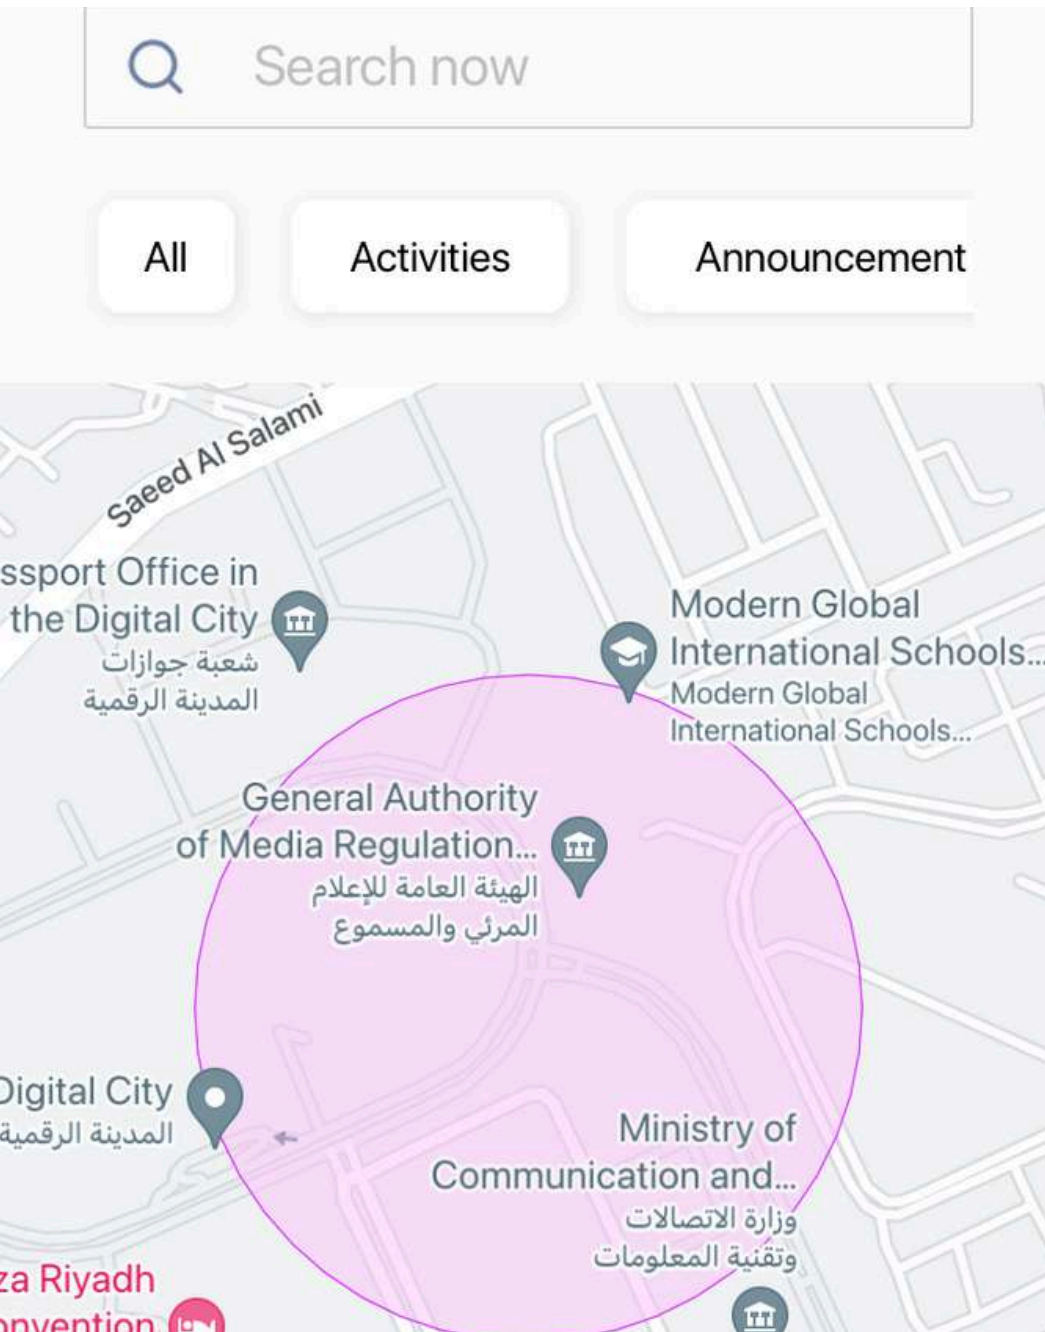 Search now
All
Activities
Announcement
Saeed Al Salami
ssport Office in
the Digital City
شعبة جوازات
المدينة الرقمية
Modern Global
International Schools...
Modern Global
International Schools...
General Authority
of Media Regulation...
الهيئة العامة للإعلام
المرئي والمسموع
Digital City
المدينة الرقمية
Ministry of
Communication and...
وزارة الاتصالات
وتقنية المعلومات
za Riyadh
onvention